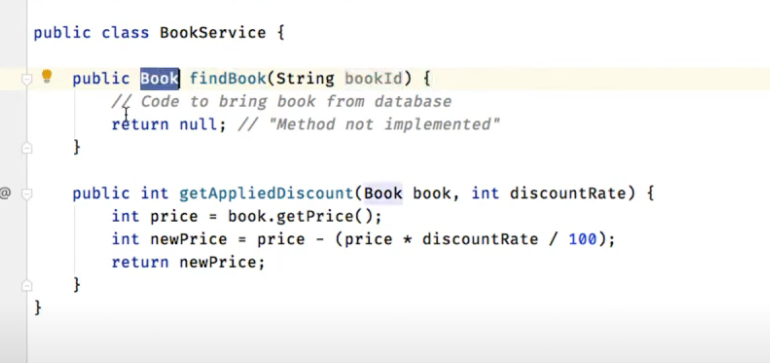 public class BookService {
public Book findBook(String bookId) {
// Code to bring book from database
return null; // "Method not implemented"
}
@
public int getAppliedDiscount(Book book, int discountRate) {
int price = book.getPrice();
int newPrice = price - (price * discountRate / 100);
return newPrice;
}
}